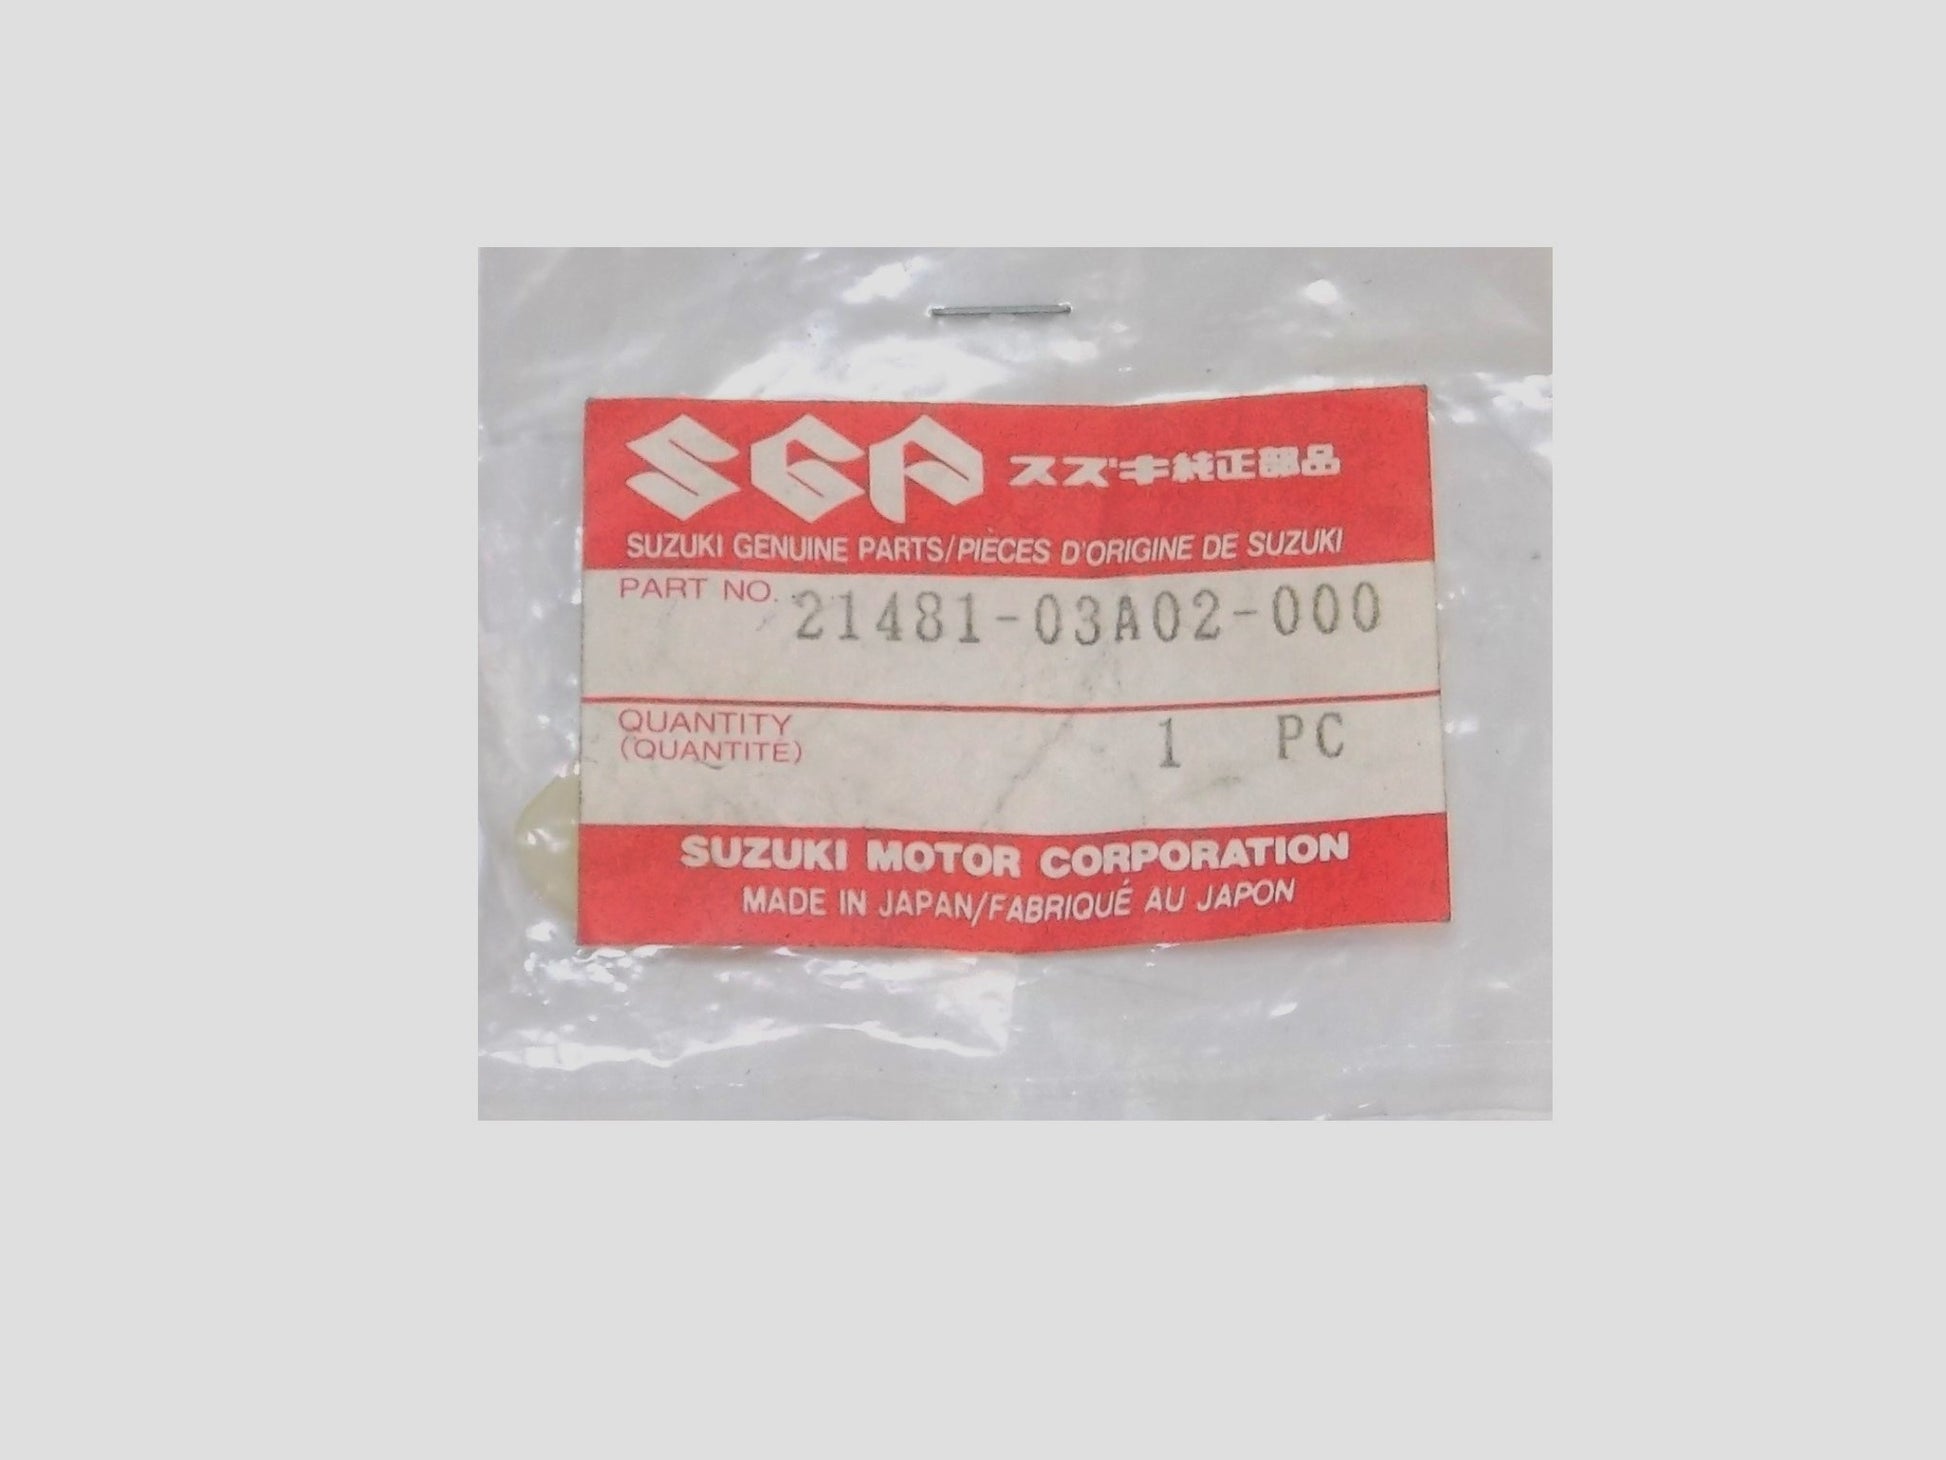 SGP スズキ純正部品
SUZUKI GENUINE PARTS/PIÈCES D'ORIGINE DE SUZUKI
PART NO. 21481-03A02-000
QUANTITY 1 PC
(QUANTITÉ)
SUZUKI MOTOR CORPORATION
MADE IN JAPAN/FABRIQUÉ AU JAPON